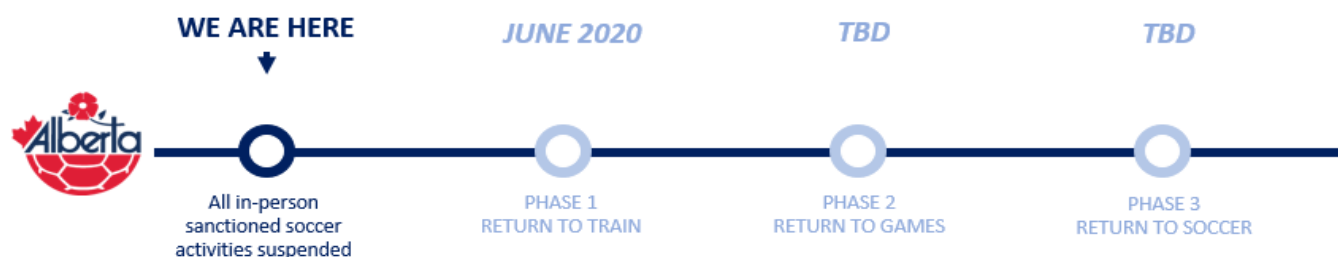 WE ARE HERE
JUNE 2020
TBD
TBD
Alberta
All in-person
sanctioned soccer
activities suspended
PHASE 1
RETURN TO TRAIN
PHASE 2
RETURN TO GAMES
PHASE 3
RETURN TO SOCCER